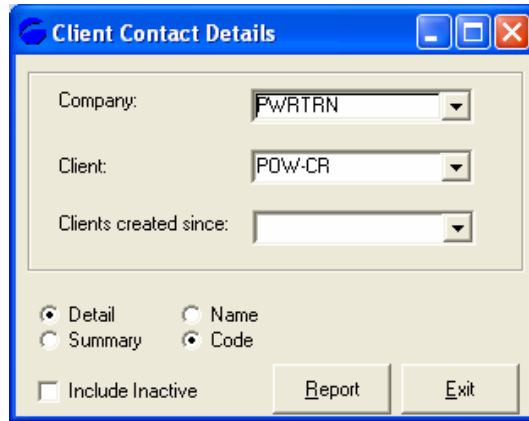 Client Contact Details
Company: PWRTRN
Client: POW-CR
Clients created since:
Detail Name
Summary Code
Include Inactive Report Exit